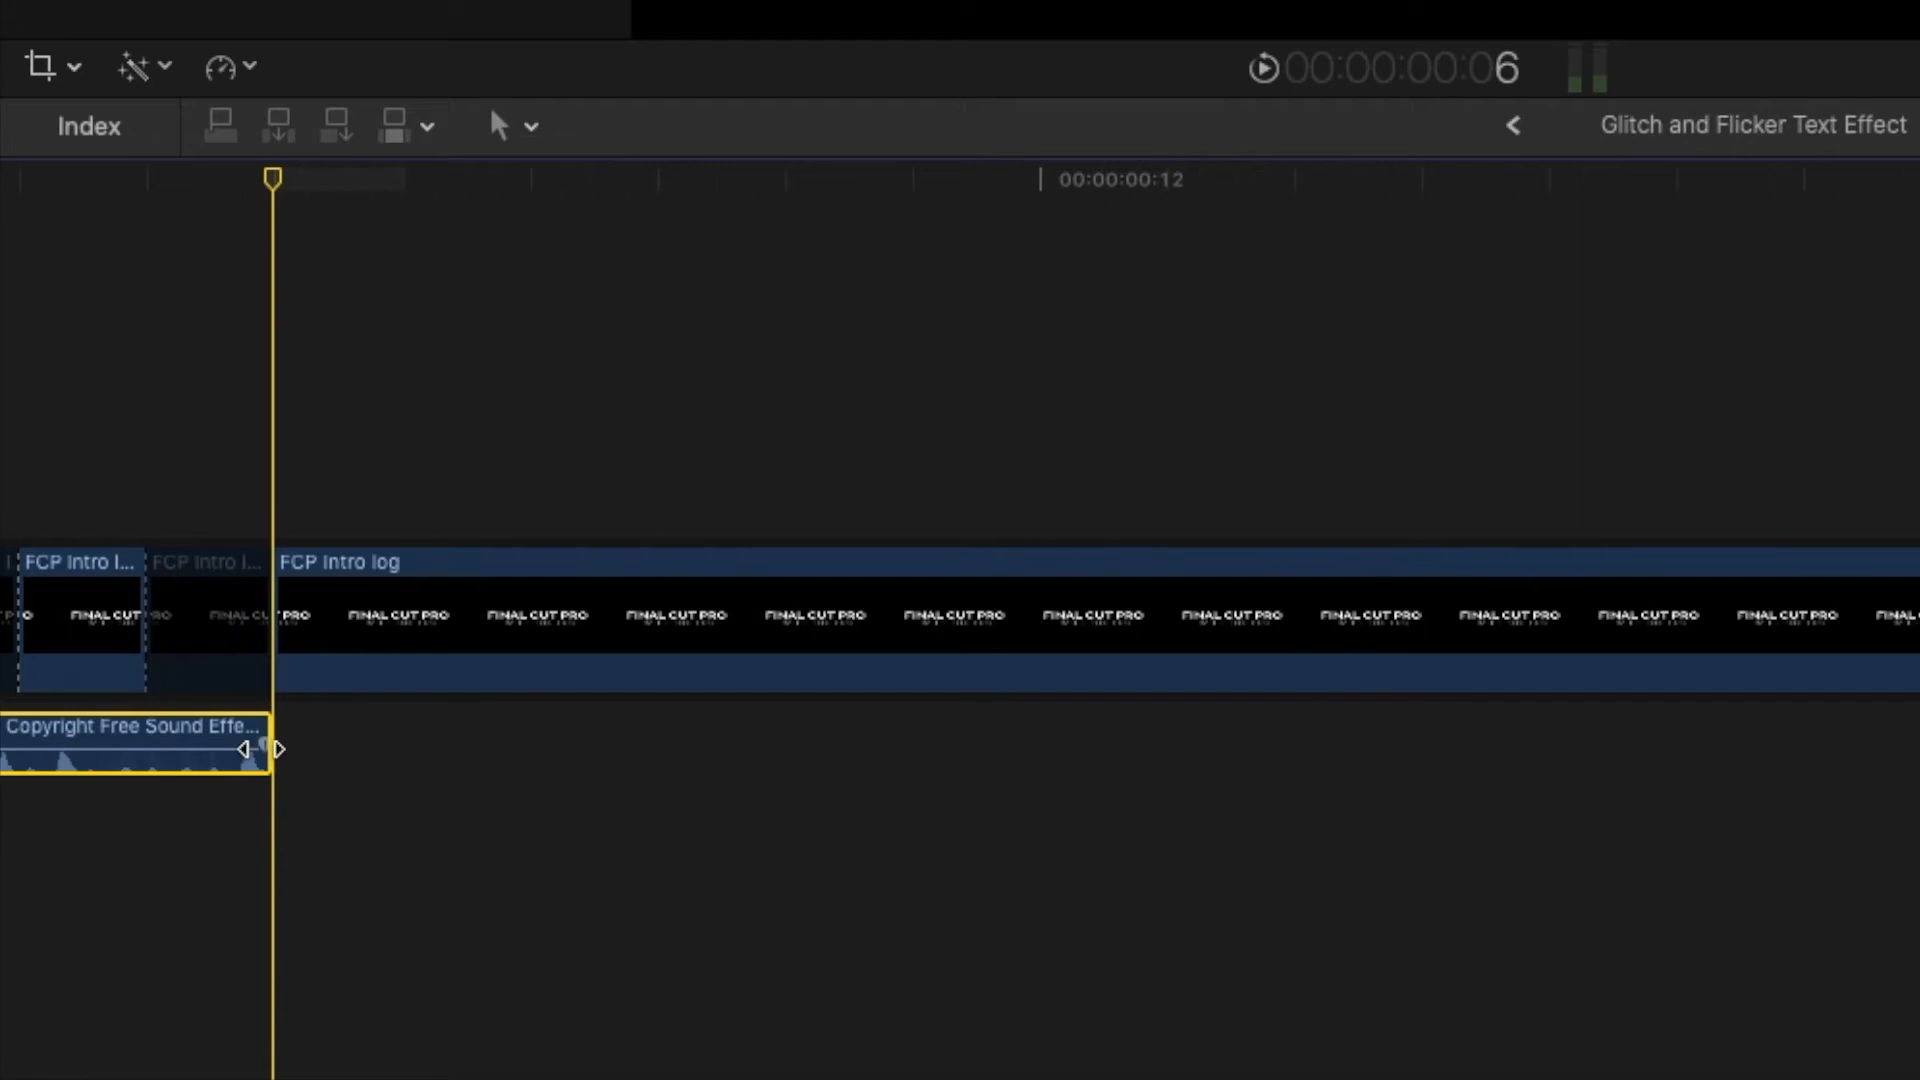 00:00:00:06
Index
Glitch and Flicker Text Effect
00:00:00:12
FCP Intro l... FCP Intro l... FCP Intro log
FINAL CUT FINAL CUT PRO FINAL CUT PRO FINAL CUT PRO FINAL CUT PRO FINAL CUT PRO FINAL CUT PRO FINAL CUT PRO FINAL CUT PRO FINAL CUT PRO FINAL CUT PRO FINAL CUT PRO FINAL CUT PRO FINAL
Copyright Free Sound Effe...